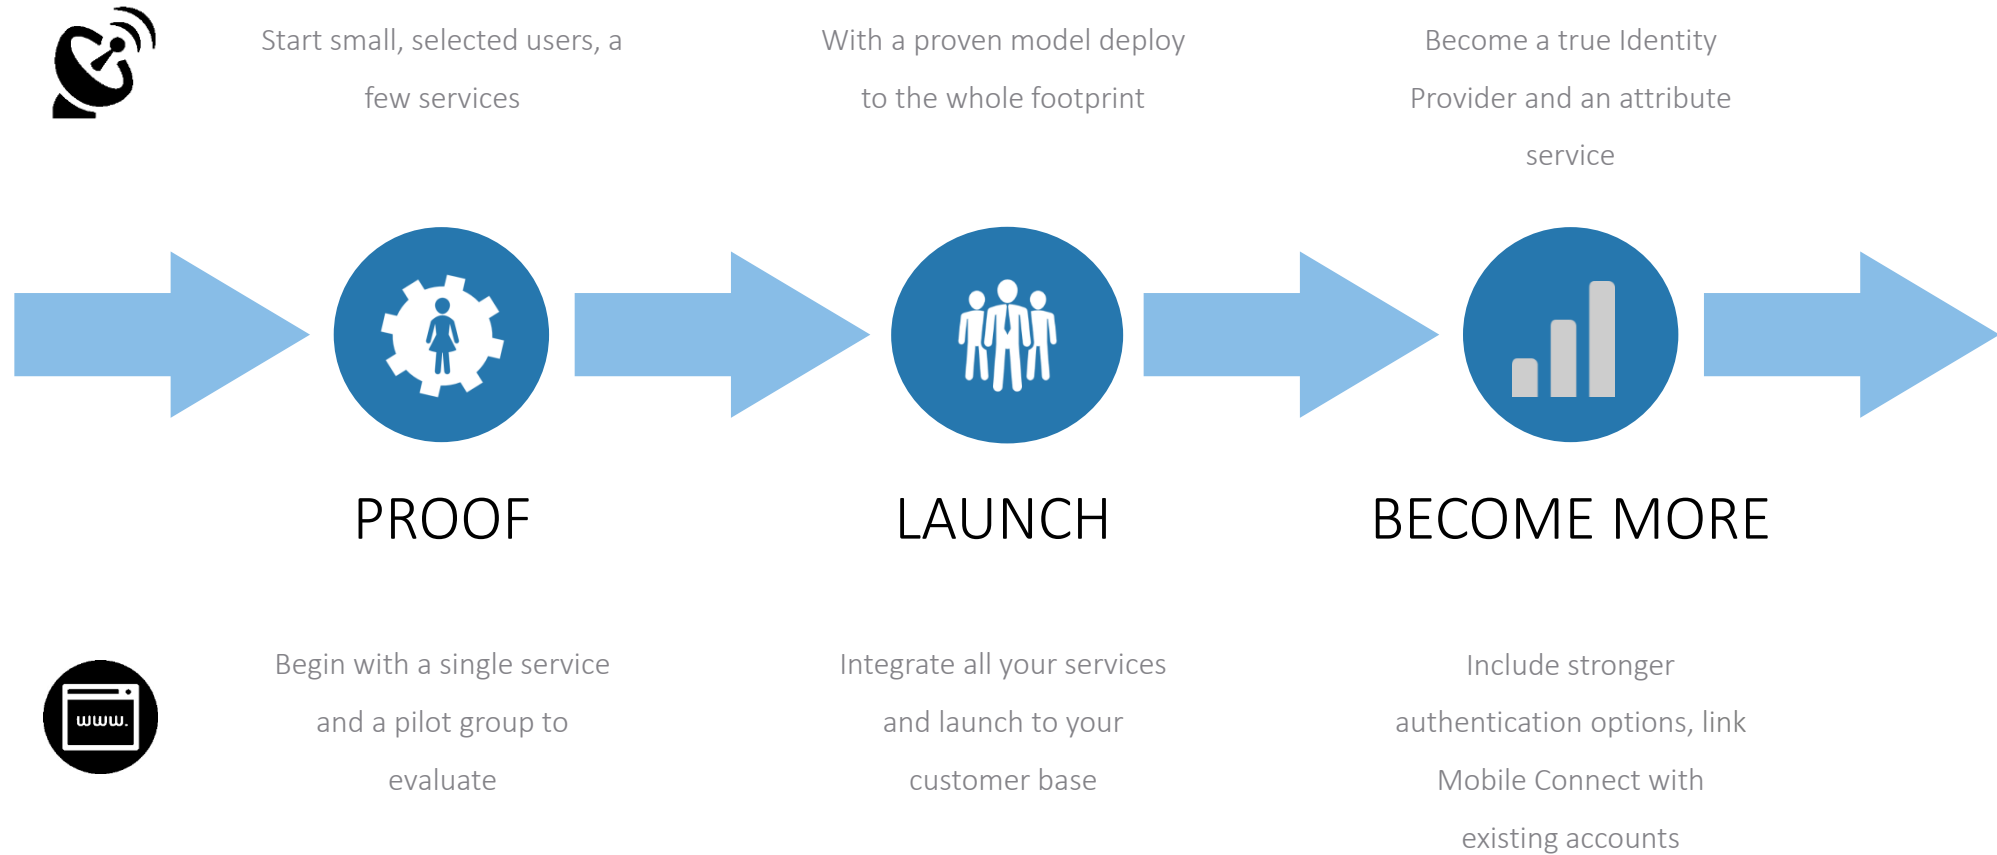 Start small, selected users, a
few services
With a proven model deploy
to the whole footprint
Become a true Identity
Provider and an attribute
service
PROOF
LAUNCH
BECOME MORE
www.
Begin with a single service
and a pilot group to
evaluate
Integrate all your services
and launch to your
customer base
Include stronger
authentication options, link
Mobile Connect with
existing accounts